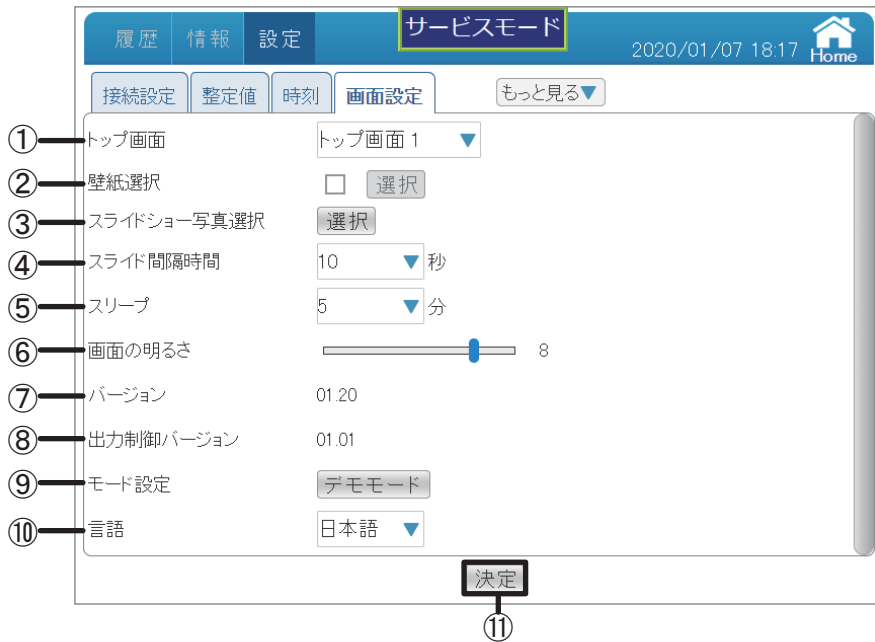 履歴 情報 設定 サービスモード 2020/01/07 18:17 Home
接続設定 整定値 時刻 画面設定 もっと見る▼
① トップ画面 トップ画面 1 ▼
② 壁紙選択 選択
③ スライドショー写真選択 選択
④ スライド間隔時間 10 ▼ 秒
⑤ スリープ 5 ▼ 分
⑥ 画面の明るさ 8
⑦ バージョン 01.20
⑧ 出力制御バージョン 01.01
⑨ モード設定 デモモード
⑩ 言語 日本語 ▼
決定
⑪